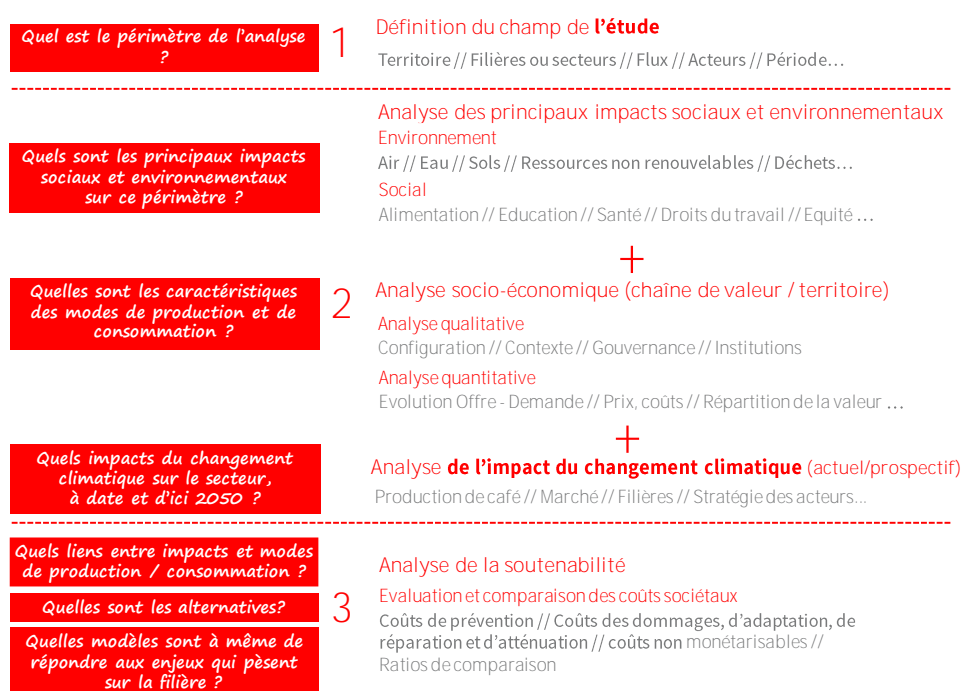 Quel est le périmètre de l'analyse
?
1
Définition du champ de l'étude
Territoire // Filières ou secteurs // Flux // Acteurs // Période…
Quels sont les principaux impacts
sociaux et environnementaux
sur ce périmètre ?
Analyse des principaux impacts sociaux et environnementaux
Environnement
Air // Eau // Sols // Ressources non renouvelables // Déchets…
Social
Alimentation // Education // Santé // Droits du travail // Equité …
+
Quelles sont les caractéristiques
des modes de production et de
consommation ?
2
Analyse socio-économique (chaîne de valeur / territoire)
Analyse qualitative
Configuration // Contexte // Gouvernance // Institutions
Analyse quantitative
Evolution Offre - Demande // Prix, coûts // Répartition de la valeur …
+
Quels impacts du changement
climatique sur le secteur,
à date et d'ici 2050 ?
Analyse de l'impact du changement climatique (actuel/prospectif)
Production de café // Marché // Filières // Stratégie des acteurs...
Quels liens entre impacts et modes
de production / consommation ?
Quelles sont les alternatives?
Quelles modèles sont à même de
répondre aux enjeux qui pèsent
sur la filière ?
3
Analyse de la soutenabilité
Evaluation et comparaison des coûts sociétaux
Coûts de prévention // Coûts des dommages, d'adaptation, de
réparation et d'atténuation // coûts non monétarisables //
Ratios de comparaison